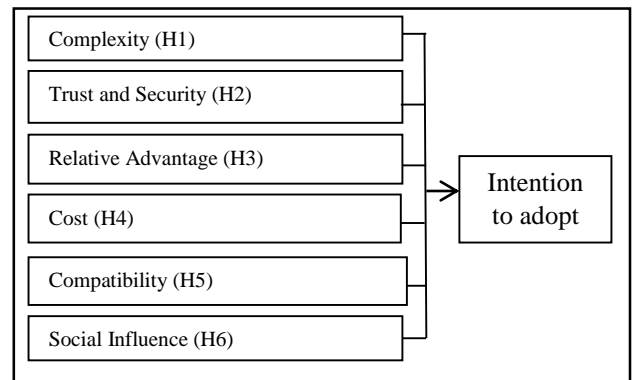 Complexity (H1)
Trust and Security (H2)
Relative Advantage (H3)
Cost (H4)
Compatibility (H5)
Social Influence (H6)
Intention
to adopt